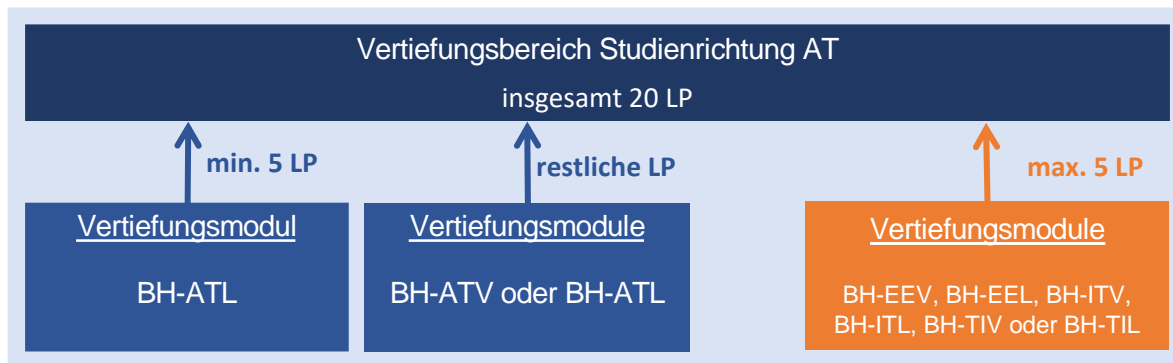 Vertiefungsbereich Studienrichtung AT
insgesamt 20 LP
min. 5 LP
restliche LP
max. 5 LP
Vertiefungsmodul
BH-ATL
Vertiefungsmodule
BH-ATV oder BH-ATL
Vertiefungsmodule
BH-EEV, BH-EEL, BH-ITV,
BH-ITL, BH-TIV oder BH-TIL